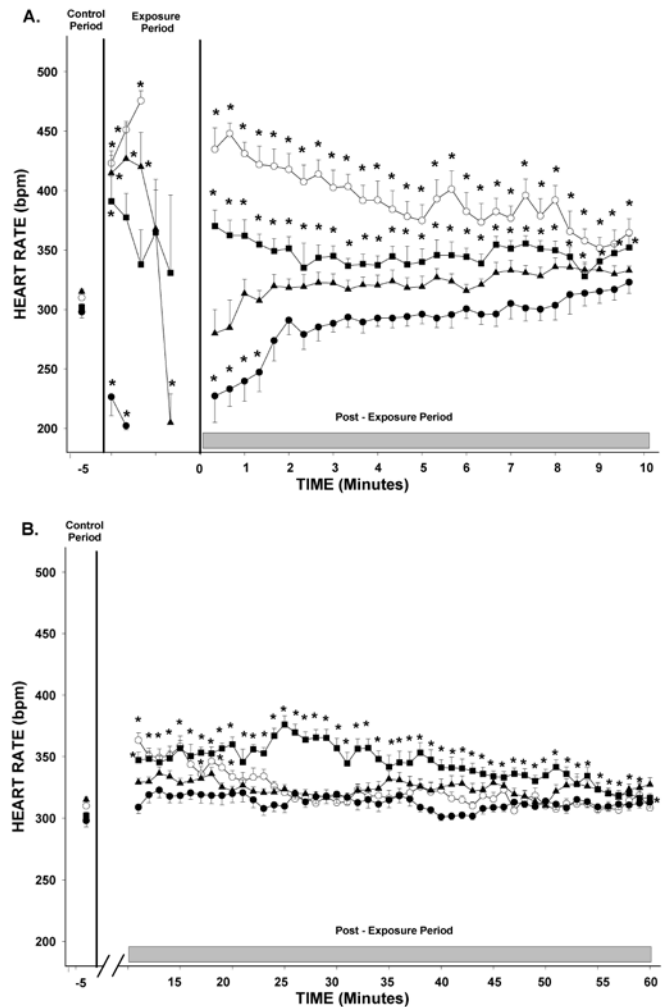 A.
Control
Period
Exposure
Period
500
450
400
350
300
250
200
HEART RATE (bpm)
Post - Exposure Period
-5 0 1 2 3 4 5 6 7 8 9 10
TIME (Minutes)
B.
Control
Period
500
450
400
350
300
250
200
HEART RATE (bpm)
Post - Exposure Period
-5 15 20 25 30 35 40 45 50 55 60
TIME (Minutes)